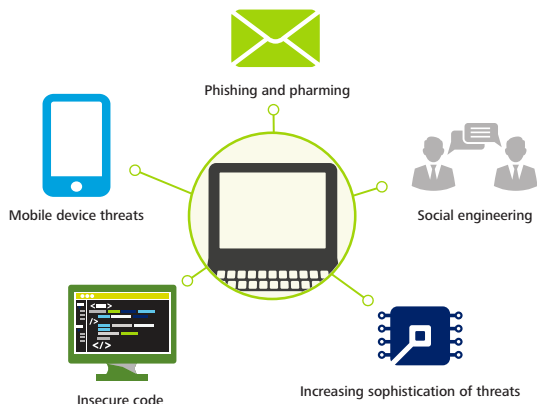 Phishing and pharming
Mobile device threats
Social engineering
Insecure code
Increasing sophistication of threats